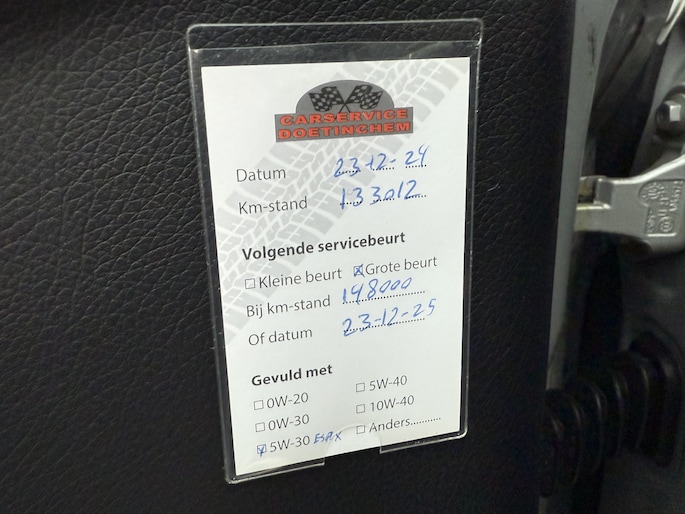 CARSERVICE
DOETINCHEM
Datum 23-12-24
Km-stand 133012
Volgende servicebeurt
☐ Kleine beurt ☒ Grote beurt
Bij km-stand 148000
Of datum 23-12-25
Gevuld met
☐ 0W-20 ☐ 5W-40
☐ 0W-30 ☐ 10W-40
☒ 5W-30 ☐ Anders...........